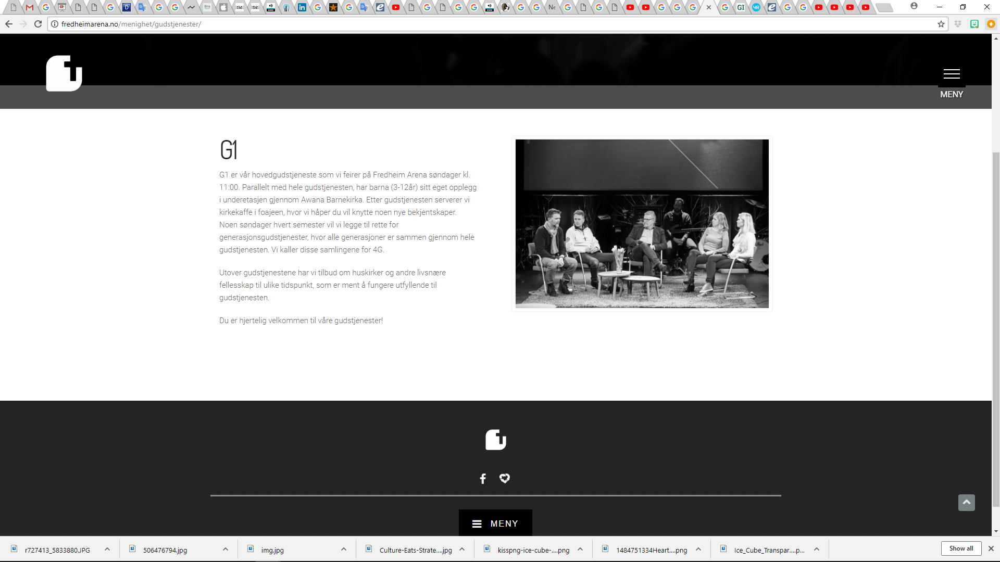 fredheimarena.no/menighet/gudstjenester/
MENY
G1
G1 er vår hovedgudstjeneste som vi feirer på Fredheim Arena søndager kl.
11:00. Parallelt med hele gudstjenesten, har barna (3-12år) sitt eget opplegg
i underetasjen gjennom Awana Barnekirka. Etter gudstjenesten serverer vi
kirkekaffe i foajeen, hvor vi håper du vil knytte noen nye bekjentskaper.
Noen søndager hvert semester vil vi legge til rette for
generasjonsgudstjenester, hvor alle generasjoner er sammen gjennom hele
gudstjenesten. Vi kaller disse samlingene for 4G.
Utover gudstjenestene har vi tilbud om huskirker og andre livsnære
fellesskap til ulike tidspunkt, som er ment å fungere utfyllende til
gudstjenesten.
Du er hjertelig velkommen til våre gudstjenester!
MENY
r727413_5833880.JPG
506476794.jpg
img.jpg
Culture-Eats-Strate....jpg
kisspng-ice-cube-....png
1484751334Heart....png
Ice_Cube_Transpar....p...
Show all